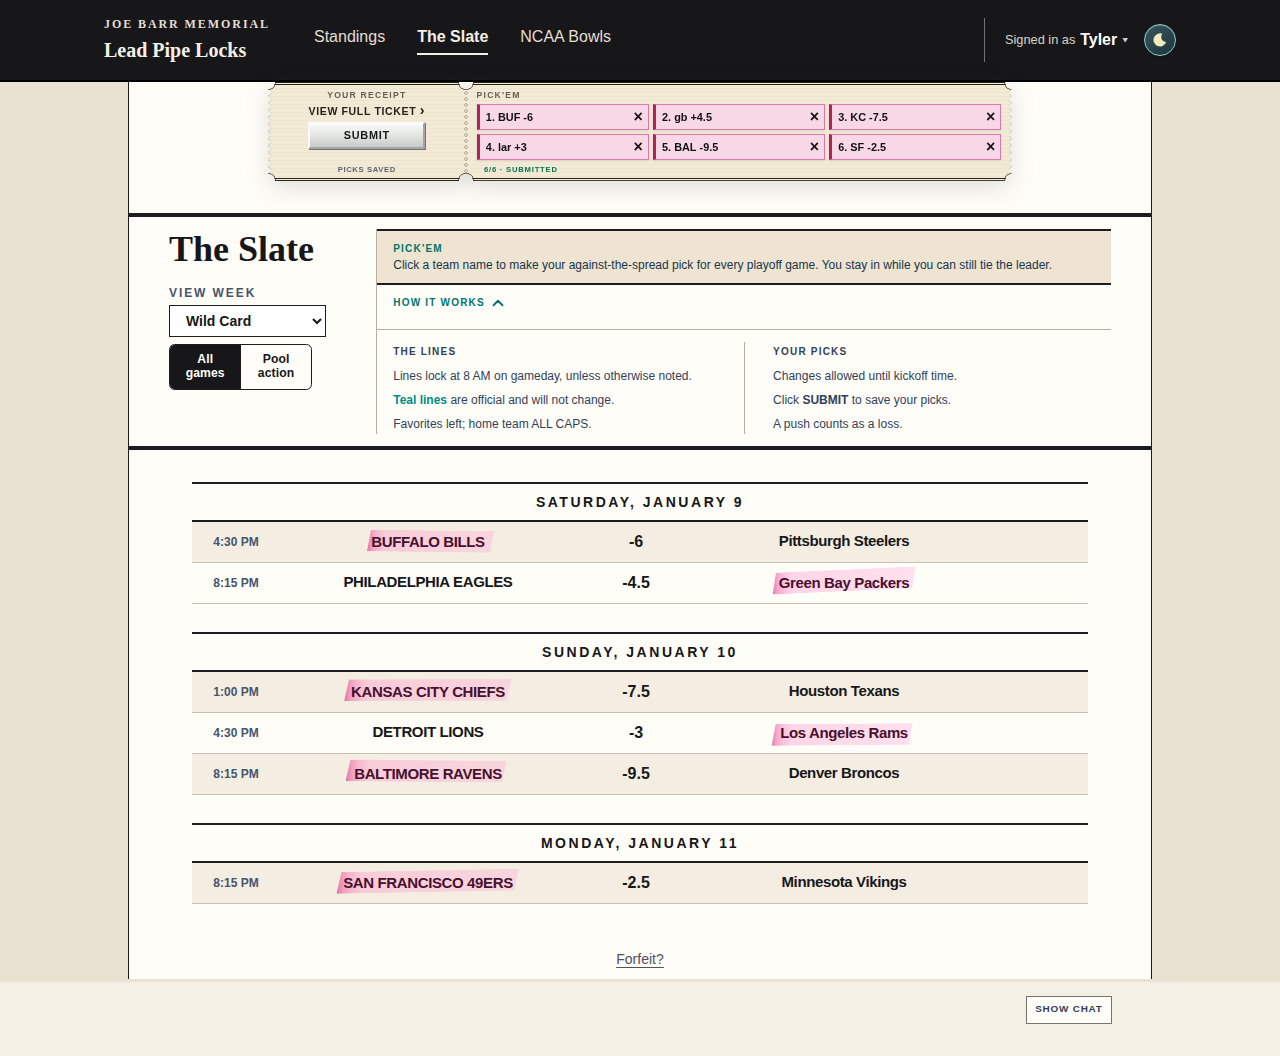 JOE BARR MEMORIAL
Lead Pipe Locks
Standings
The Slate
NCAA Bowls
Signed in as Tyler ▾
YOUR RECEIPT
VIEW FULL TICKET ›
SUBMIT
PICKS SAVED
PICK'EM
1. BUF -6 ×
2. gb +4.5 ×
3. KC -7.5 ×
4. lar +3 ×
5. BAL -9.5 ×
6. SF -2.5 ×
6/6 · SUBMITTED
The Slate
VIEW WEEK
Wild Card
All games
Pool action
PICK'EM
Click a team name to make your against-the-spread pick for every playoff game. You stay in while you can still tie the leader.
HOW IT WORKS
THE LINES
Lines lock at 8 AM on gameday, unless otherwise noted.
Teal lines are official and will not change.
Favorites left; home team ALL CAPS.
YOUR PICKS
Changes allowed until kickoff time.
Click SUBMIT to save your picks.
A push counts as a loss.
SATURDAY, JANUARY 9
4:30 PM BUFFALO BILLS -6 Pittsburgh Steelers
8:15 PM PHILADELPHIA EAGLES -4.5 Green Bay Packers
SUNDAY, JANUARY 10
1:00 PM KANSAS CITY CHIEFS -7.5 Houston Texans
4:30 PM DETROIT LIONS -3 Los Angeles Rams
8:15 PM BALTIMORE RAVENS -9.5 Denver Broncos
MONDAY, JANUARY 11
8:15 PM SAN FRANCISCO 49ERS -2.5 Minnesota Vikings
Forfeit?
SHOW CHAT